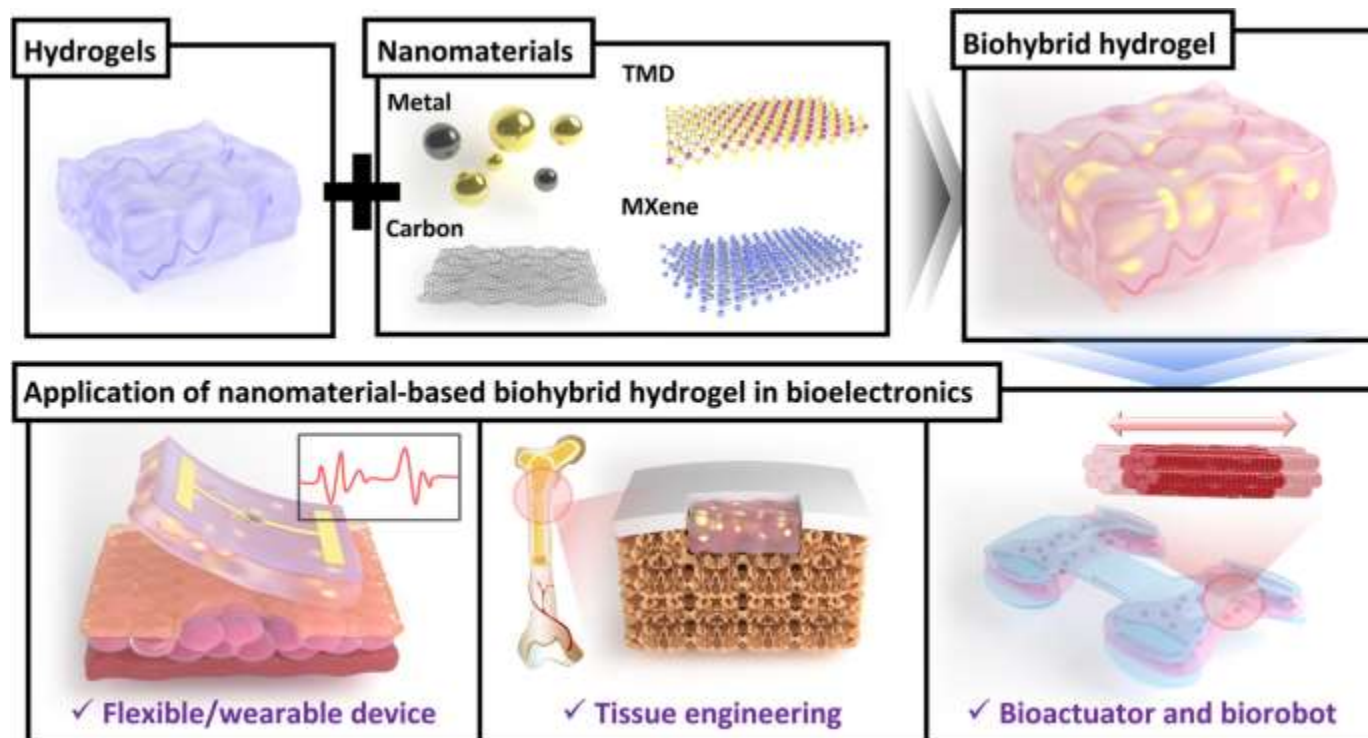 Hydrogels
Nanomaterials
Metal
TMD
Carbon
MXene
Biohybrid hydrogel
Application of nanomaterial-based biohybrid hydrogel in bioelectronics
✓ Flexible/wearable device
✓ Tissue engineering
✓ Bioactuator and biorobot